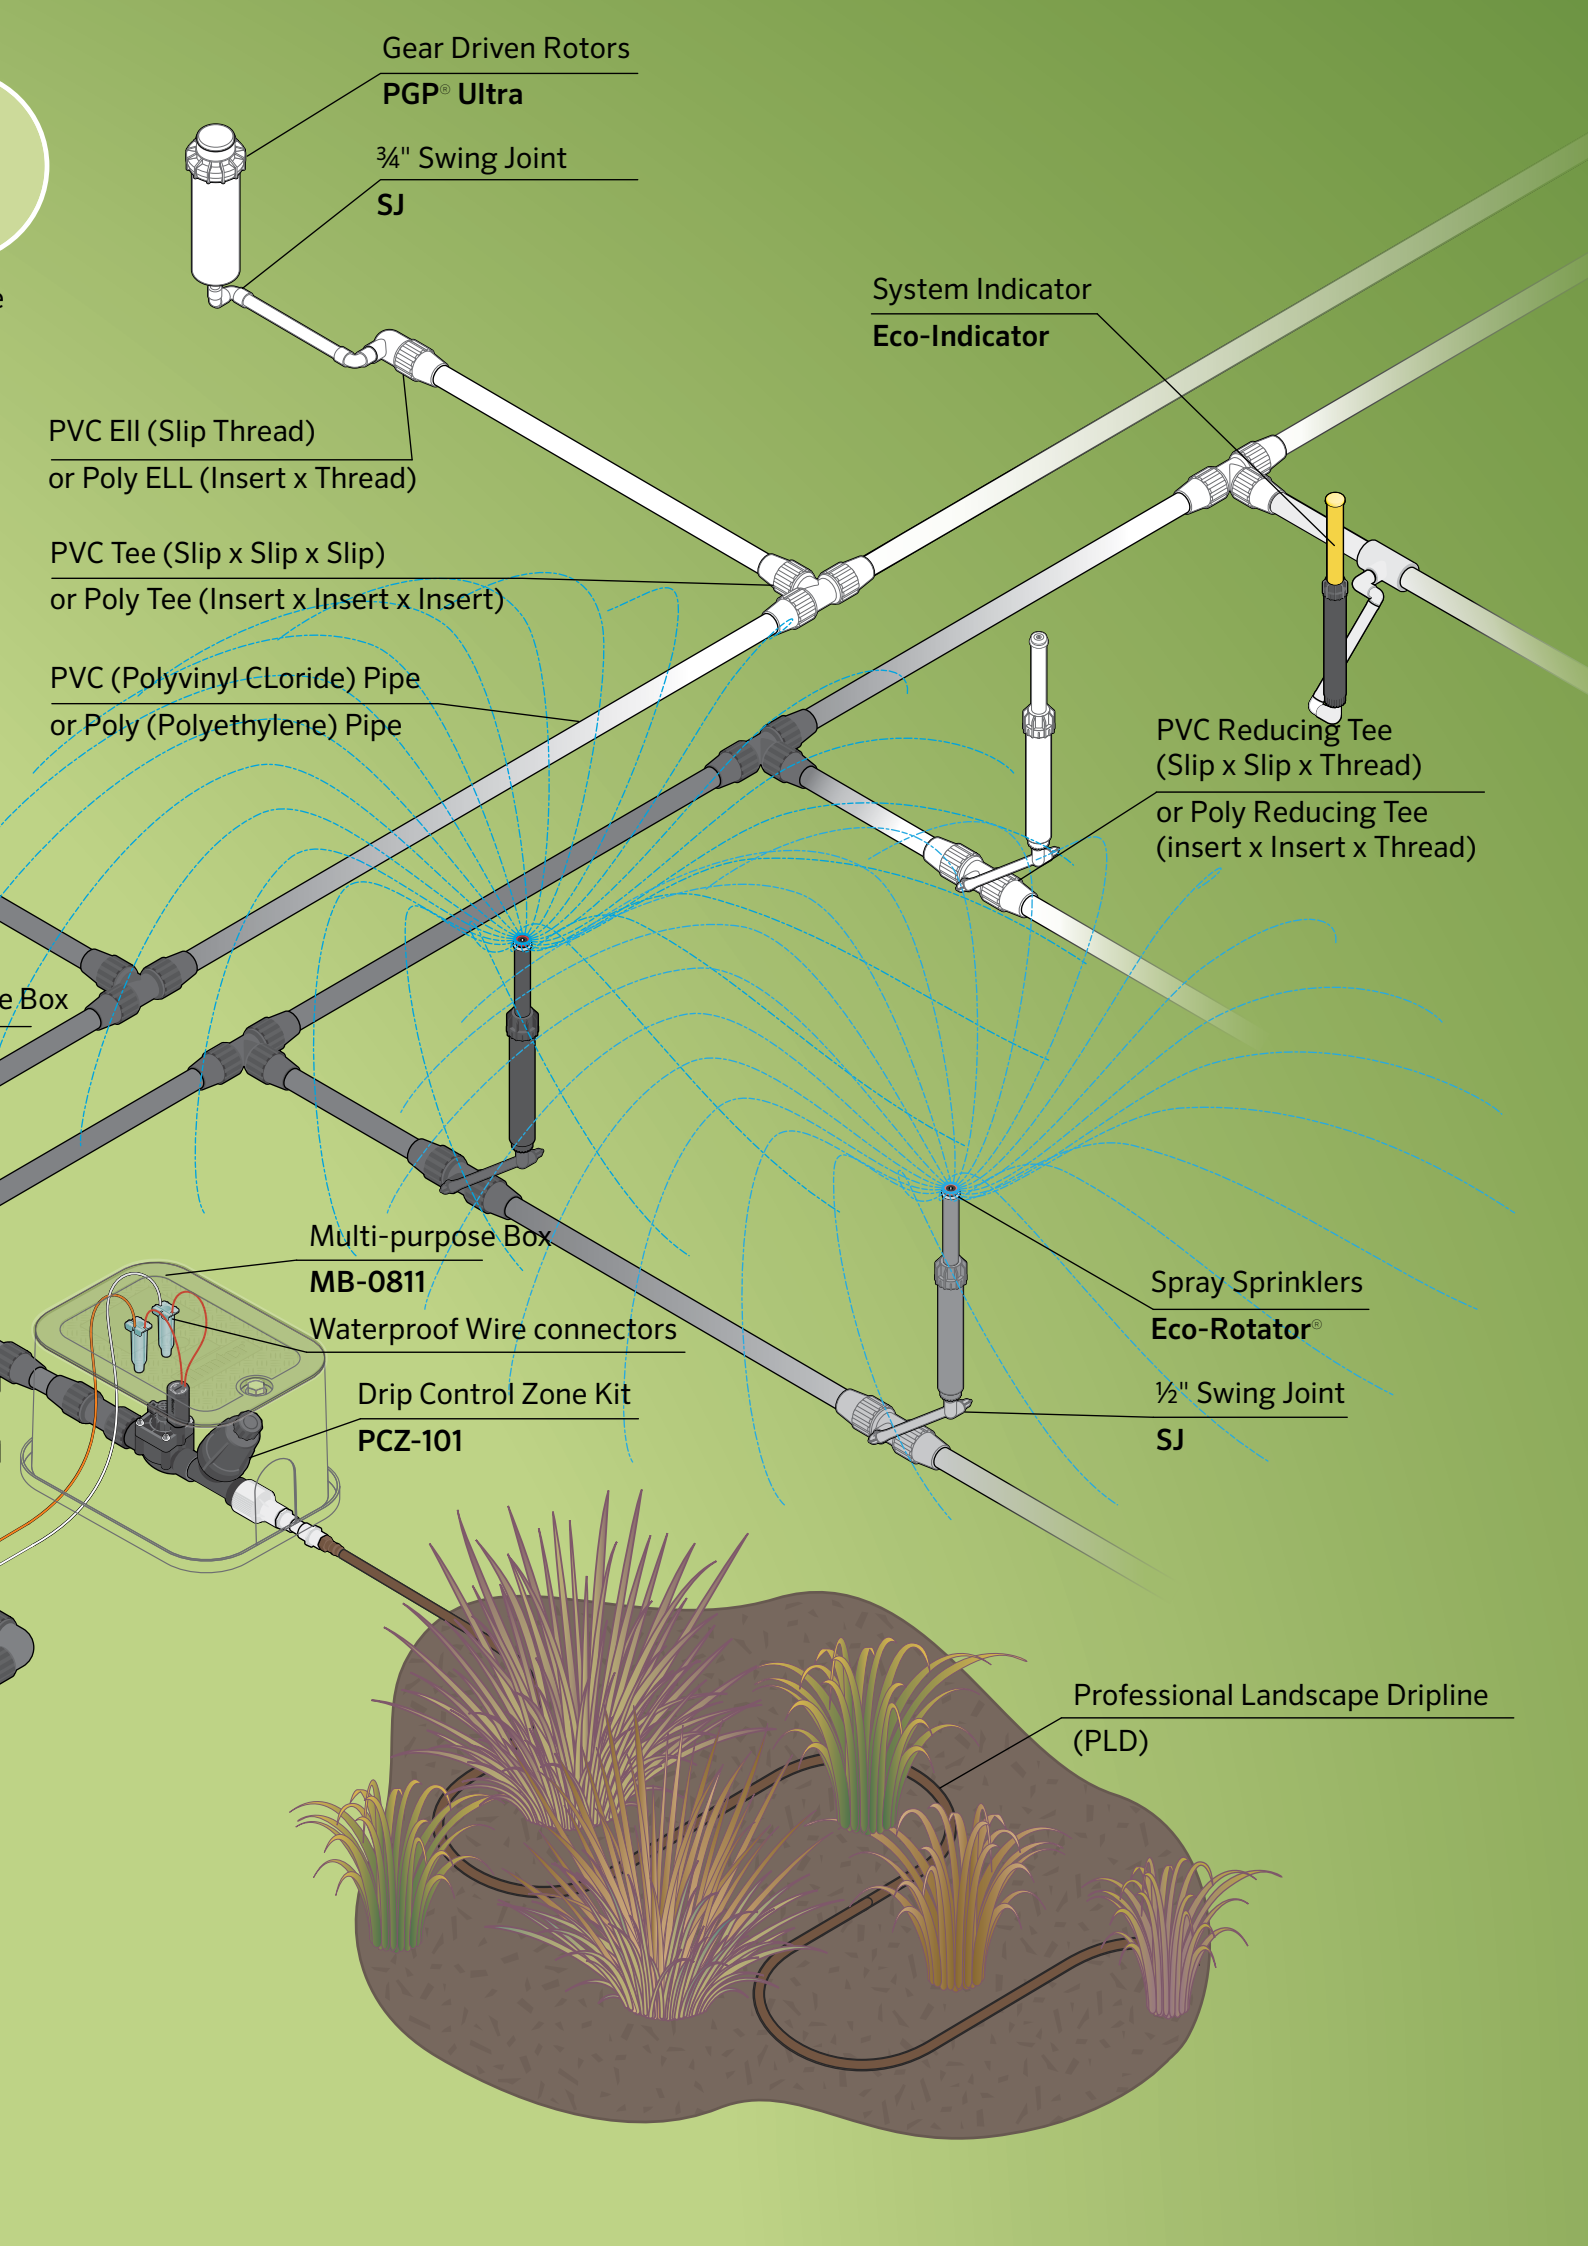 Gear Driven Rotors
PGP® Ultra
¾" Swing Joint
SJ
System Indicator
Eco-Indicator
e
PVC Ell (Slip Thread)
or Poly ELL (Insert x Thread)
PVC Tee (Slip x Slip x Slip)
or Poly Tee (Insert x Insert x Insert)
PVC (Polyvinyl CLoride) Pipe
or Poly (Polyethylene) Pipe
PVC Reducing Tee
(Slip x Slip x Thread)
or Poly Reducing Tee
(insert x Insert x Thread)
e Box
Multi-purpose Box
MB-0811
Waterproof Wire connectors
Drip Control Zone Kit
PCZ-101
Spray Sprinklers
Eco-Rotator®
½" Swing Joint
SJ
Professional Landscape Dripline
(PLD)